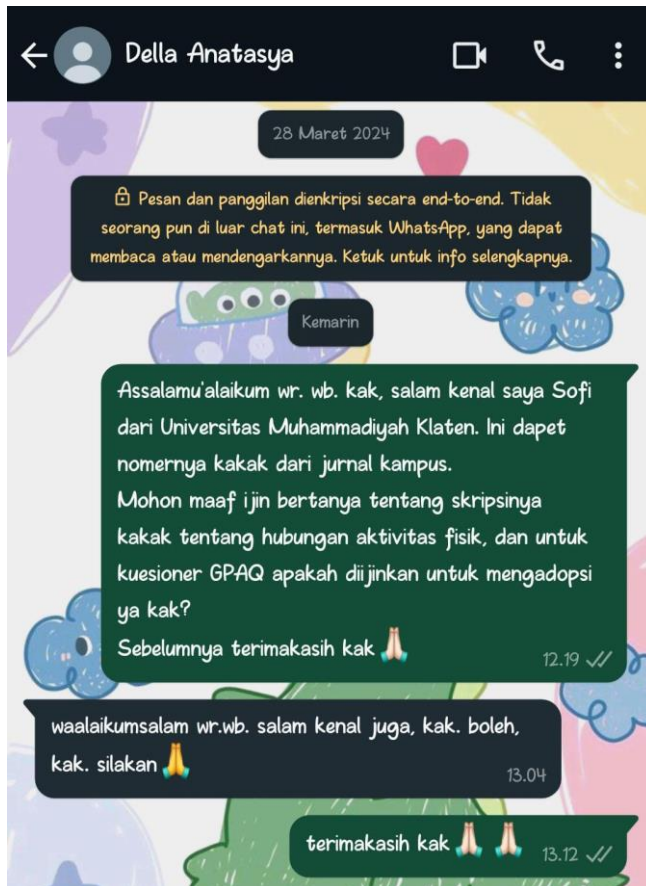 Della Anatasya
28 Maret 2024
Pesan dan panggilan dienkripsi secara end-to-end. Tidak
seorang pun di luar chat ini, termasuk WhatsApp, yang dapat
membaca atau mendengarkannya. Ketuk untuk info selengkapnya.
Kemarin
Assalamu'alaikum wr. wb. kak, salam kenal saya Sofi
dari Universitas Muhammadiyah Klaten. Ini dapet
nomernya kakak dari jurnal kampus.
Mohon maaf ijin bertanya tentang skripsinya
kakak tentang hubungan aktivitas fisik, dan untuk
kuesioner GPAQ apakah diijinkan untuk mengadopsi
ya kak?
Sebelumnya terimakasih kak 🙏🏻
12.19
waalaikumsalam wr.wb. salam kenal juga, kak. boleh,
kak. silakan 🙏
13.04
terimakasih kak 🙏🏻 🙏🏻
13.12